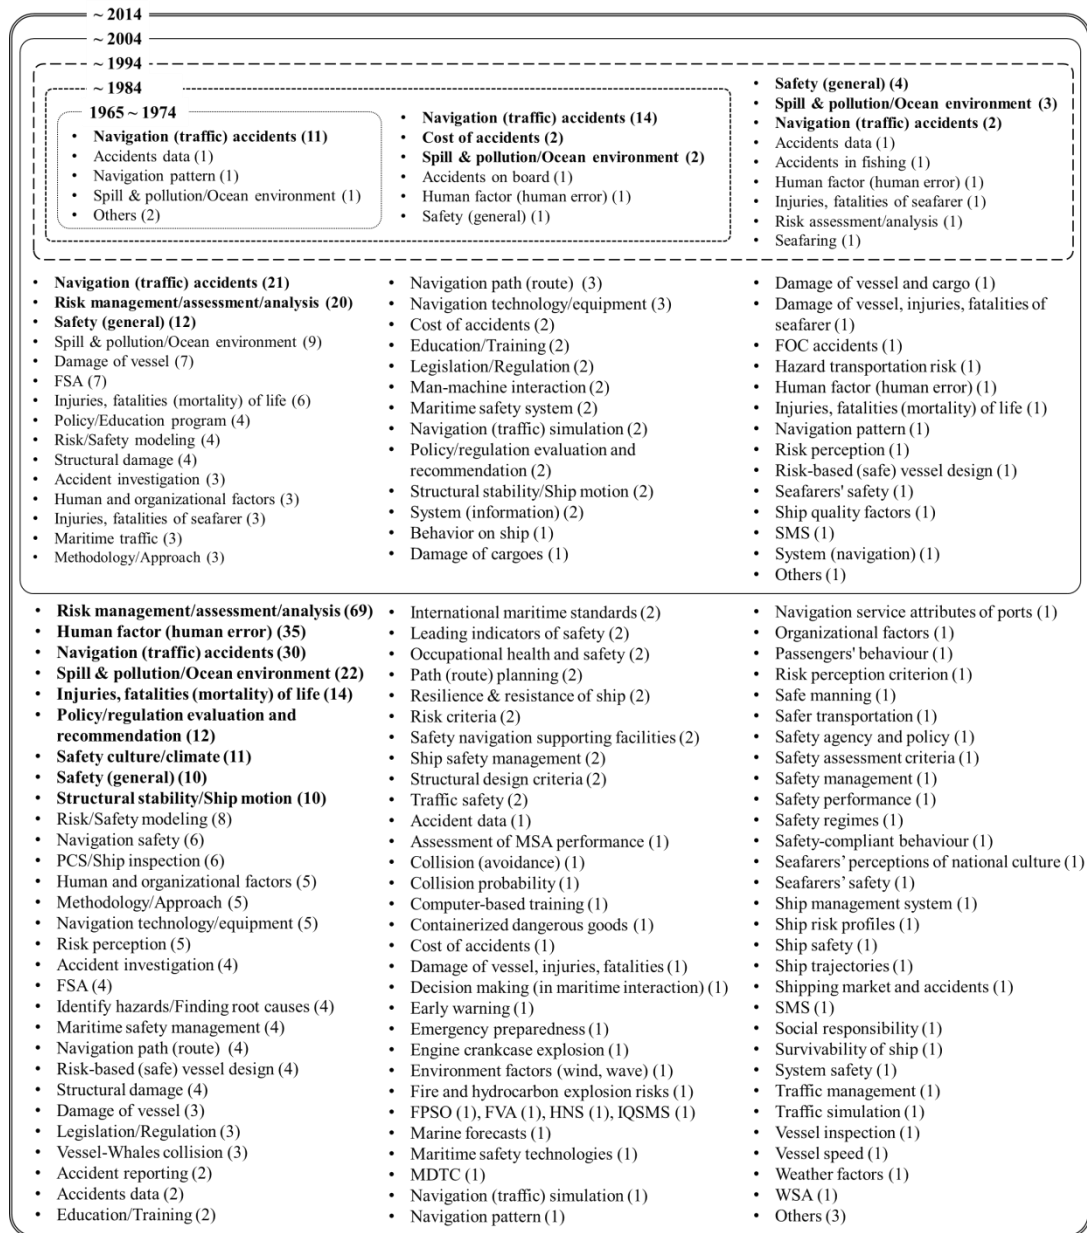 ~ 2014
~ 2004
~ 1994
~ 1984
1965 ~ 1974
• Navigation (traffic) accidents (11)
• Accidents data (1)
• Navigation pattern (1)
• Spill & pollution/Ocean environment (1)
• Others (2)
• Navigation (traffic) accidents (14)
• Cost of accidents (2)
• Spill & pollution/Ocean environment (2)
• Accidents on board (1)
• Human factor (human error) (1)
• Safety (general) (1)
• Safety (general) (4)
• Spill & pollution/Ocean environment (3)
• Navigation (traffic) accidents (2)
• Accidents data (1)
• Accidents in fishing (1)
• Human factor (human error) (1)
• Injuries, fatalities of seafarer (1)
• Risk assessment/analysis (1)
• Seafaring (1)
• Navigation (traffic) accidents (21)
• Risk management/assessment/analysis (20)
• Safety (general) (12)
• Spill & pollution/Ocean environment (9)
• Damage of vessel (7)
• FSA (7)
• Injuries, fatalities (mortality) of life (6)
• Policy/Education program (4)
• Risk/Safety modeling (4)
• Structural damage (4)
• Accident investigation (3)
• Human and organizational factors (3)
• Injuries, fatalities of seafarer (3)
• Maritime traffic (3)
• Methodology/Approach (3)
• Navigation path (route) (3)
• Navigation technology/equipment (3)
• Cost of accidents (2)
• Education/Training (2)
• Legislation/Regulation (2)
• Man-machine interaction (2)
• Maritime safety system (2)
• Navigation (traffic) simulation (2)
• Policy/regulation evaluation and
recommendation (2)
• Structural stability/Ship motion (2)
• System (information) (2)
• Behavior on ship (1)
• Damage of cargoes (1)
• Damage of vessel and cargo (1)
• Damage of vessel, injuries, fatalities of
seafarer (1)
• FOC accidents (1)
• Hazard transportation risk (1)
• Human factor (human error) (1)
• Injuries, fatalities (mortality) of life (1)
• Navigation pattern (1)
• Risk perception (1)
• Risk-based (safe) vessel design (1)
• Seafarers' safety (1)
• Ship quality factors (1)
• SMS (1)
• System (navigation) (1)
• Others (1)
• Risk management/assessment/analysis (69)
• Human factor (human error) (35)
• Navigation (traffic) accidents (30)
• Spill & pollution/Ocean environment (22)
• Injuries, fatalities (mortality) of life (14)
• Policy/regulation evaluation and
recommendation (12)
• Safety culture/climate (11)
• Safety (general) (10)
• Structural stability/Ship motion (10)
• Risk/Safety modeling (8)
• Navigation safety (6)
• PCS/Ship inspection (6)
• Human and organizational factors (5)
• Methodology/Approach (5)
• Navigation technology/equipment (5)
• Risk perception (5)
• Accident investigation (4)
• FSA (4)
• Identify hazards/Finding root causes (4)
• Maritime safety management (4)
• Navigation path (route) (4)
• Risk-based (safe) vessel design (4)
• Structural damage (4)
• Damage of vessel (3)
• Legislation/Regulation (3)
• Vessel-Whales collision (3)
• Accident reporting (2)
• Accidents data (2)
• Education/Training (2)
• International maritime standards (2)
• Leading indicators of safety (2)
• Occupational health and safety (2)
• Path (route) planning (2)
• Resilience & resistance of ship (2)
• Risk criteria (2)
• Safety navigation supporting facilities (2)
• Ship safety management (2)
• Structural design criteria (2)
• Traffic safety (2)
• Accident data (1)
• Assessment of MSA performance (1)
• Collision (avoidance) (1)
• Collision probability (1)
• Computer-based training (1)
• Containerized dangerous goods (1)
• Cost of accidents (1)
• Damage of vessel, injuries, fatalities (1)
• Decision making (in maritime interaction) (1)
• Early warning (1)
• Emergency preparedness (1)
• Engine crankcase explosion (1)
• Environment factors (wind, wave) (1)
• Fire and hydrocarbon explosion risks (1)
• FPSO (1), FVA (1), HNS (1), IQSMS (1)
• Marine forecasts (1)
• Maritime safety technologies (1)
• MDTC (1)
• Navigation (traffic) simulation (1)
• Navigation pattern (1)
• Navigation service attributes of ports (1)
• Organizational factors (1)
• Passengers' behaviour (1)
• Risk perception criterion (1)
• Safe manning (1)
• Safer transportation (1)
• Safety agency and policy (1)
• Safety assessment criteria (1)
• Safety management (1)
• Safety performance (1)
• Safety regimes (1)
• Safety-compliant behaviour (1)
• Seafarers' perceptions of national culture (1)
• Seafarers' safety (1)
• Ship management system (1)
• Ship risk profiles (1)
• Ship safety (1)
• Ship trajectories (1)
• Shipping market and accidents (1)
• SMS (1)
• Social responsibility (1)
• Survivability of ship (1)
• System safety (1)
• Traffic management (1)
• Traffic simulation (1)
• Vessel inspection (1)
• Vessel speed (1)
• Weather factors (1)
• WSA (1)
• Others (3)